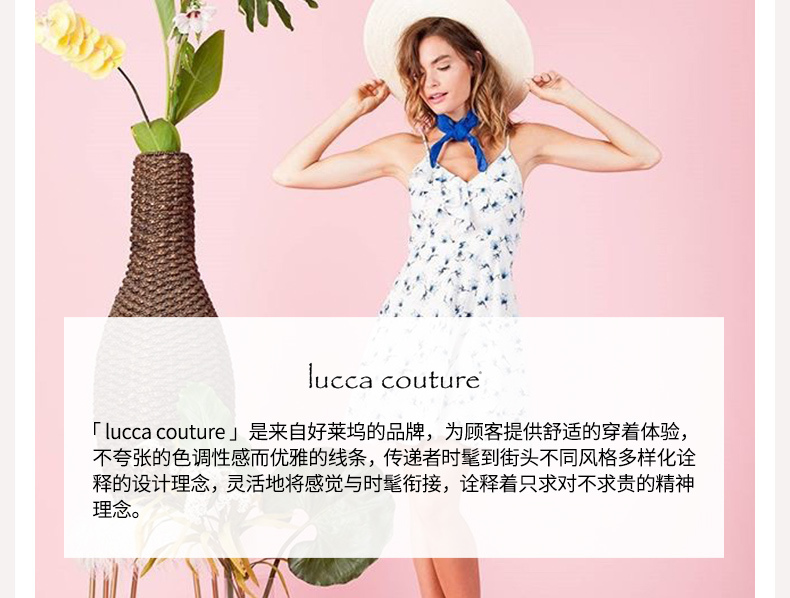 lucca couture
「 lucca couture 」是来自好莱坞的品牌，为顾客提供舒适的穿着体验，
不夸张的色调性感而优雅的线条，传递者时髦到街头不同风格多样化诠
释的设计理念，灵活地将感觉与时髦衔接，诠释着只求对不求贵的精神
理念。